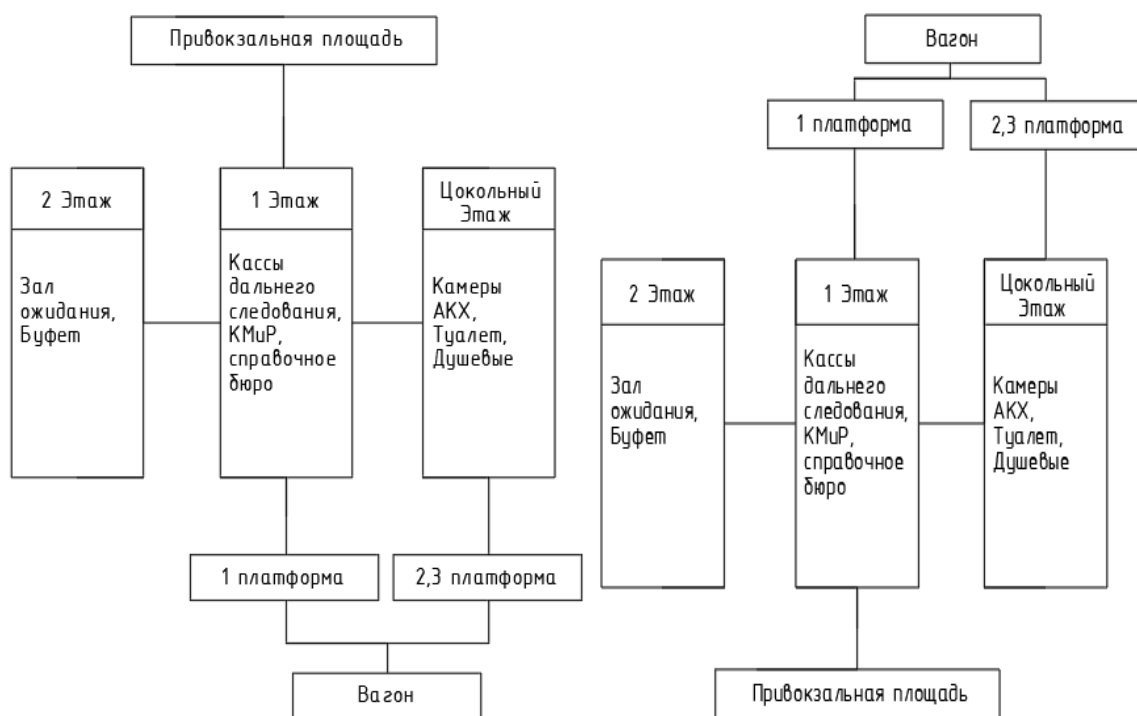 Привокзальная площадь
2 Этаж
Зал
ожидания,
Буфет
1 Этаж
Кассы
дальнего
следования,
КМиР,
справочное
бюро
Цокольный
Этаж
Камеры
АКХ,
Туалет,
Душевые
1 платформа
2,3 платформа
Вагон
Вагон
1 платформа
2,3 платформа
2 Этаж
Зал
ожидания,
Буфет
1 Этаж
Кассы
дальнего
следования,
КМиР,
справочное
бюро
Цокольный
Этаж
Камеры
АКХ,
Туалет,
Душевые
Привокзальная площадь